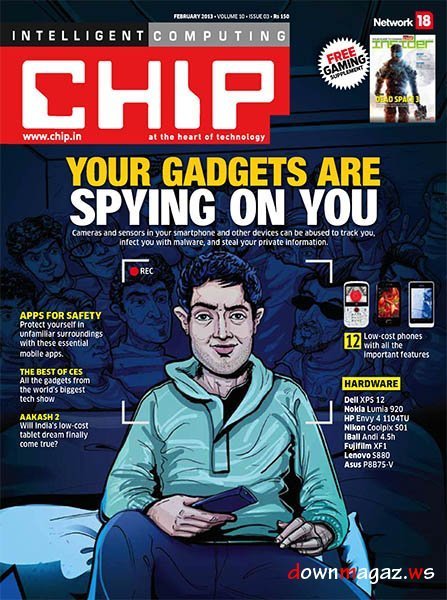 FEBRUARY 2013 • VOLUME 10 • ISSUE 03 • Rs 150
INTELLIGENT COMPUTING
CHIP
www.chip.in
at the heart of technology
Network 18
FREE
GAMING
SUPPLEMENT
insider
DEAD SPACE 3
YOUR GADGETS ARE
SPYING ON YOU
Cameras and sensors in your smartphone and other devices can be abused to track you,
infect you with malware, and steal your private information.
REC
APPS FOR SAFETY
Protect yourself in
unfamiliar surroundings
with these essential
mobile apps.
THE BEST OF CES
All the gadgets from
the world's biggest
tech show
AAKASH 2
Will India's low-cost
tablet dream finally
come true?
12 Low-cost phones
with all the
important features
HARDWARE
Dell XPS 12
Nokia Lumia 920
HP Envy 4 1104TU
Nikon Coolpix S01
iBall Andi 4.5h
Fujifilm XF1
Lenovo S880
Asus P8B75-V
downmagaz.ws